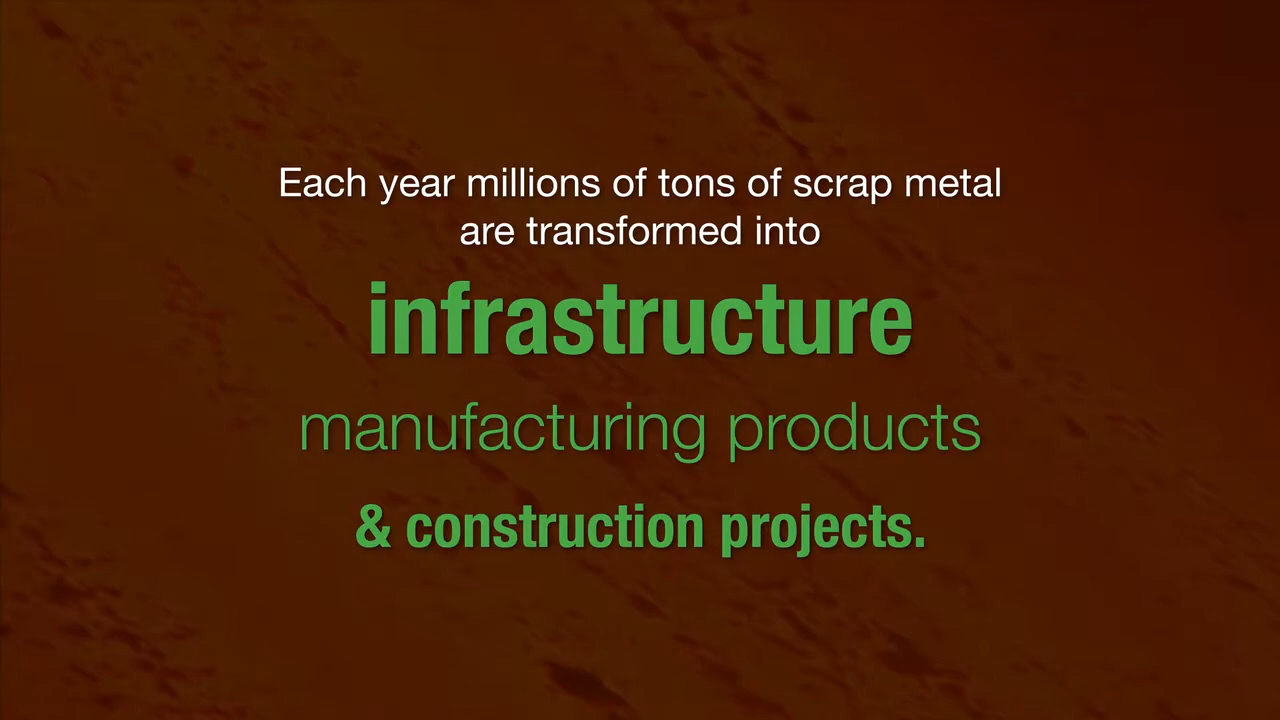 Each year millions of tons of scrap metal
are transformed into
infrastructure
manufacturing products
& construction projects.